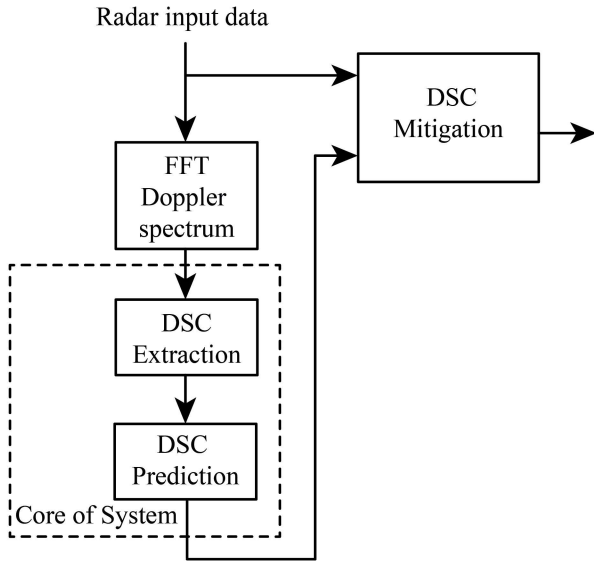 Radar input data
DSC
Mitigation
FFT
Doppler
spectrum
DSC
Extraction
DSC
Prediction
Core of System